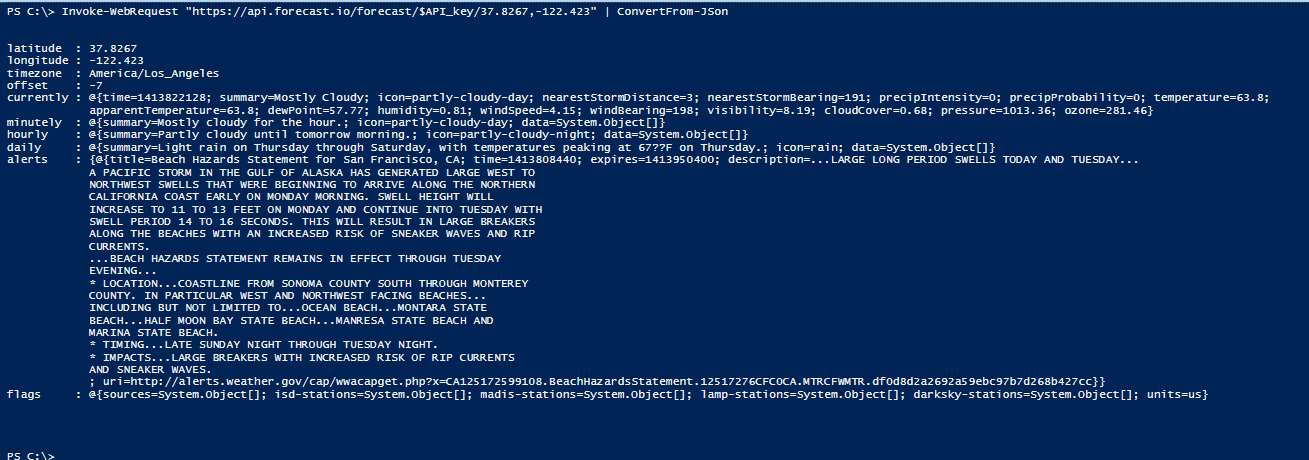 PS C:\> Invoke-WebRequest "https://api.forecast.io/forecast/$API_key/37.8267,-122.423" | ConvertFrom-JSon
latitude  : 37.8267
longitude : -122.423
timezone  : America/Los_Angeles
offset    : -7
currently : @{time=1413822128; summary=Mostly Cloudy; icon=partly-cloudy-day; nearestStormDistance=3; nearestStormBearing=191; precipIntensity=0; precipProbability=0; temperature=63.8;
apparentTemperature=63.8; dewPoint=57.77; humidity=0.81; windSpeed=4.15; windBearing=198; visibility=8.19; cloudCover=0.68; pressure=1013.36; ozone=281.46}
minutely  : @{summary=Mostly cloudy for the hour.; icon=partly-cloudy-day; data=System.Object[]}
hourly    : @{summary=Partly cloudy until tomorrow morning.; icon=partly-cloudy-night; data=System.Object[]}
daily     : @{summary=Light rain on Thursday through Saturday, with temperatures peaking at 67??F on Thursday.; icon=rain; data=System.Object[]}
alerts    : {@{title=Beach Hazards Statement for San Francisco, CA; time=1413808440; expires=1413950400; description=...LARGE LONG PERIOD SWELLS TODAY AND TUESDAY...
A PACIFIC STORM IN THE GULF OF ALASKA HAS GENERATED LARGE WEST TO
NORTHWEST SWELLS THAT WERE BEGINNING TO ARRIVE ALONG THE NORTHERN
CALIFORNIA COAST EARLY ON MONDAY MORNING. SWELL HEIGHT WILL
INCREASE TO 11 TO 13 FEET ON MONDAY AND CONTINUE INTO TUESDAY WITH
SWELL PERIOD 14 TO 16 SECONDS. THIS WILL RESULT IN LARGE BREAKERS
ALONG THE BEACHES WITH AN INCREASED RISK OF SNEAKER WAVES AND RIP
CURRENTS.
...BEACH HAZARDS STATEMENT REMAINS IN EFFECT THROUGH TUESDAY
EVENING...
* LOCATION...COASTLINE FROM SONOMA COUNTY SOUTH THROUGH MONTEREY
COUNTY. IN PARTICULAR WEST AND NORTHWEST FACING BEACHES...
INCLUDING BUT NOT LIMITED TO...OCEAN BEACH...MONTARA STATE
BEACH...HALF MOON BAY STATE BEACH...MANRESA STATE BEACH AND
MARINA STATE BEACH.
* TIMING...LATE SUNDAY NIGHT THROUGH TUESDAY NIGHT.
* IMPACTS...LARGE BREAKERS WITH INCREASED RISK OF RIP CURRENTS
AND SNEAKER WAVES.
; uri=http://alerts.weather.gov/cap/wwacapget.php?x=CA125172599108.BeachHazardsStatement.12517276CFC0CA.MTRCFWMTR.df0d8d2a2692a59ebc97b7d268b427cc}}
flags     : @{sources=System.Object[]; isd-stations=System.Object[]; madis-stations=System.Object[]; lamp-stations=System.Object[]; darksky-stations=System.Object[]; units=us}
PS C:\>